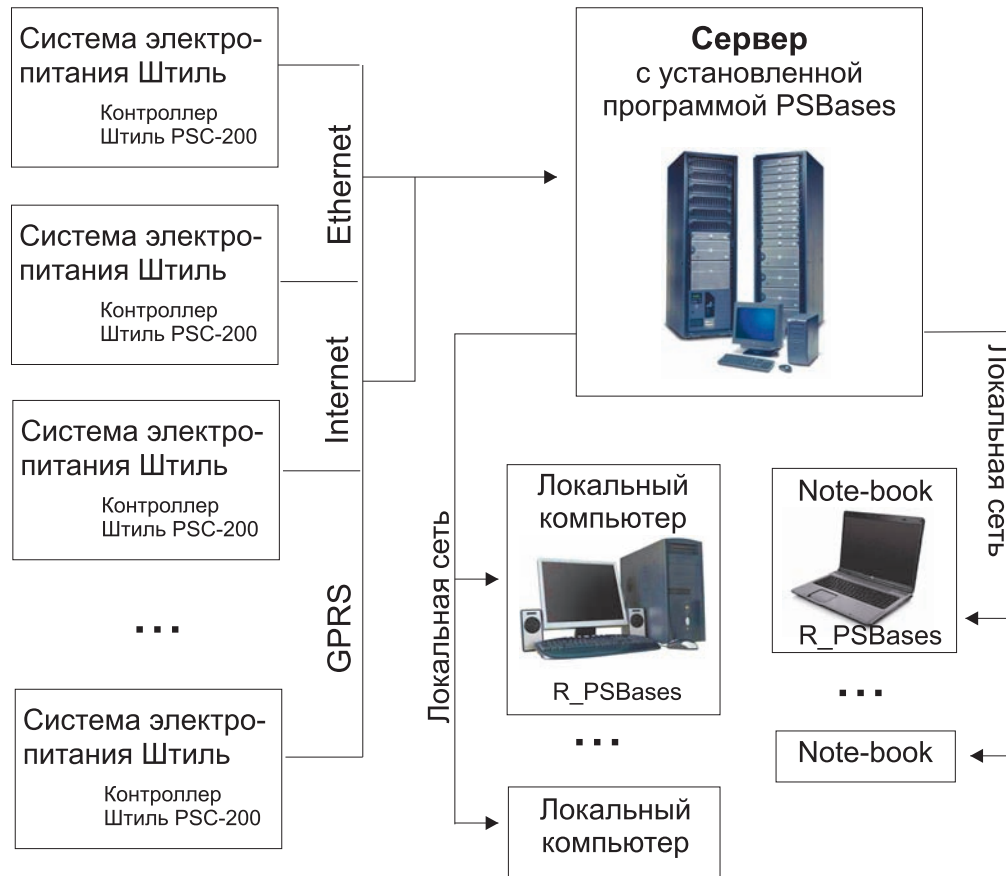 Система электро-
питания Штиль
Контроллер
Штиль PSC-200
Система электро-
питания Штиль
Контроллер
Штиль PSC-200
Система электро-
питания Штиль
Контроллер
Штиль PSC-200
...
Система электро-
питания Штиль
Контроллер
Штиль PSC-200
Ethernet
Internet
GPRS
Сервер
с установленной
программой PSBases
Локальная сеть
Локальная сеть
Локальный
компьютер
R_PSBases
...
Локальный
компьютер
Note-book
R_PSBases
...
Note-book